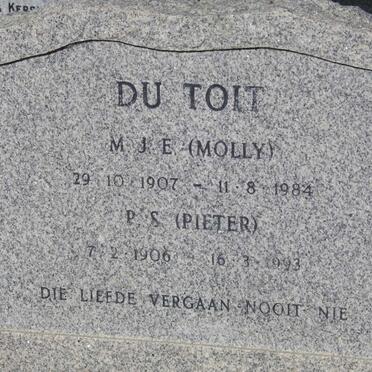 DU TOIT
M J E (MOLLY)
29 10 1907 - 11 8 1984
P S (PIETER)
7 2 1906 - 16 3 1993
DIE LIEFDE VERGAAN NOOIT NIE